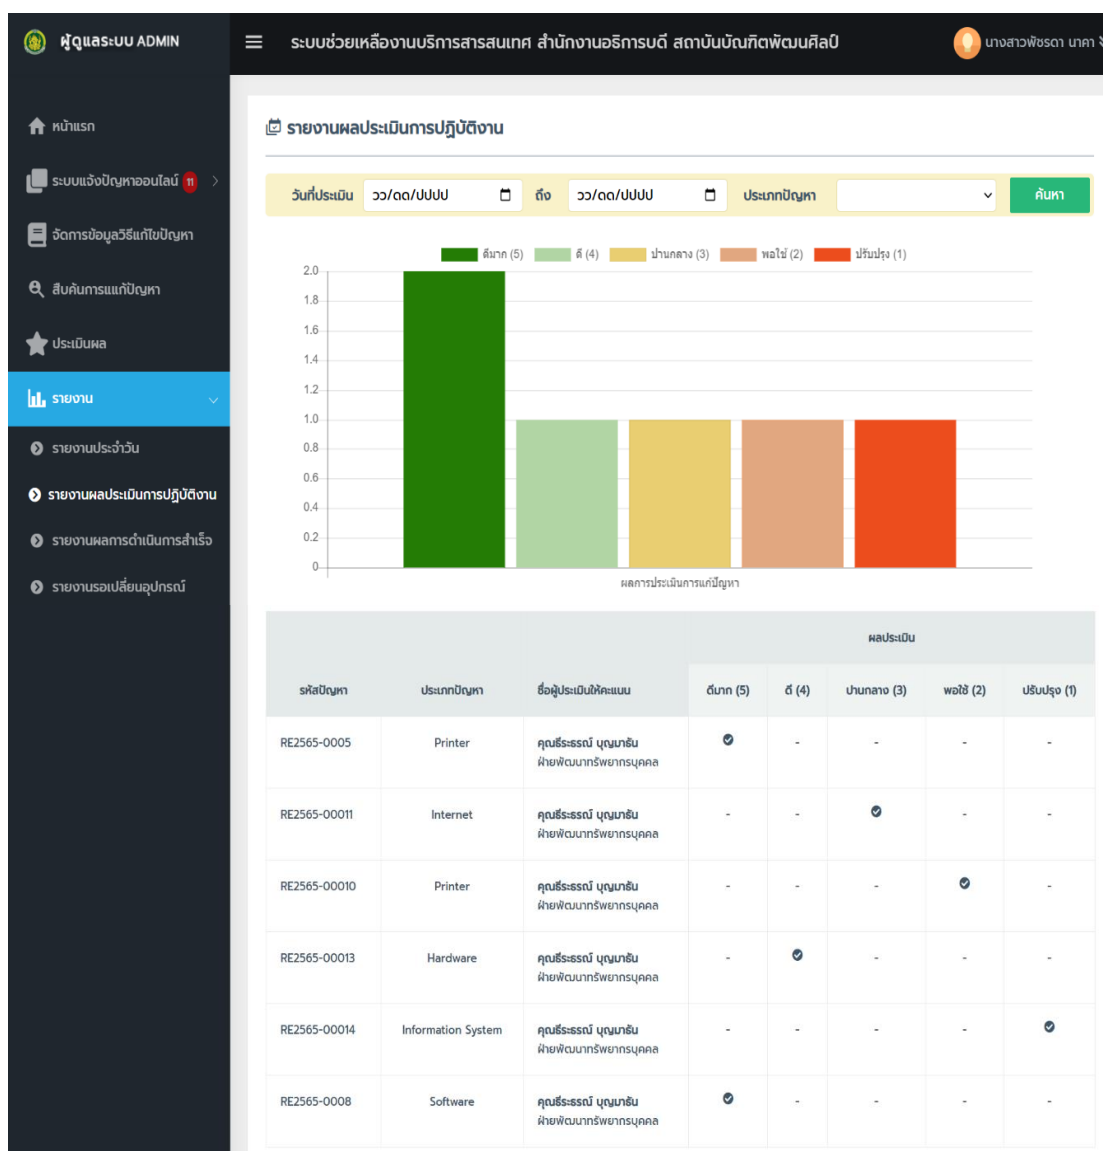 ผู้ดูแลระบบ ADMIN
ระบบช่วยเหลืองานบริการสารสนเทศ สำนักงานอธิการบดี สถาบันบัณฑิตพัฒนศิลป์
นางสาวพัชรดา นาคา
หน้าแรก
ระบบแจ้งปัญหาออนไลน์ 11
จัดการข้อมูลวิธีแก้ไขปัญหา
สืบค้นการแแก้ปัญหา
ประเมินผล
รายงาน
รายงานประจำวัน
รายงานผลประเมินการปฏิบัติงาน
รายงานผลการดำเนินการสำเร็จ
รายงานรอเปลี่ยนอุปกรณ์
รายงานผลประเมินการปฏิบัติงาน
วันที่ประเมิน วว/ดด/ปปปป ถึง วว/ดด/ปปปป ประเภทปัญหา ค้นหา
ดีมาก (5) ดี (4) ปานกลาง (3) พอใช้ (2) ปรับปรุง (1)
2.0
1.8
1.6
1.4
1.2
1.0
0.8
0.6
0.4
0.2
0
ผลการประเมินการแก้ปัญหา
ผลประเมิน
รหัสปัญหา ประเภทปัญหา ชื่อผู้ประเมินให้คะแนน ดีมาก (5) ดี (4) ปานกลาง (3) พอใช้ (2) ปรับปรุง (1)
RE2565-0005 Printer คุณธีระธรณ์ บุญมาธัน - - - -
ฝ่ายพัฒนาทรัพยากรบุคคล
RE2565-00011 Internet คุณธีระธรณ์ บุญมาธัน - - - -
ฝ่ายพัฒนาทรัพยากรบุคคล
RE2565-00010 Printer คุณธีระธรณ์ บุญมาธัน - - - -
ฝ่ายพัฒนาทรัพยากรบุคคล
RE2565-00013 Hardware คุณธีระธรณ์ บุญมาธัน - - - -
ฝ่ายพัฒนาทรัพยากรบุคคล
RE2565-00014 Information System คุณธีระธรณ์ บุญมาธัน - - - -
ฝ่ายพัฒนาทรัพยากรบุคคล
RE2565-0008 Software คุณธีระธรณ์ บุญมาธัน - - - -
ฝ่ายพัฒนาทรัพยากรบุคคล